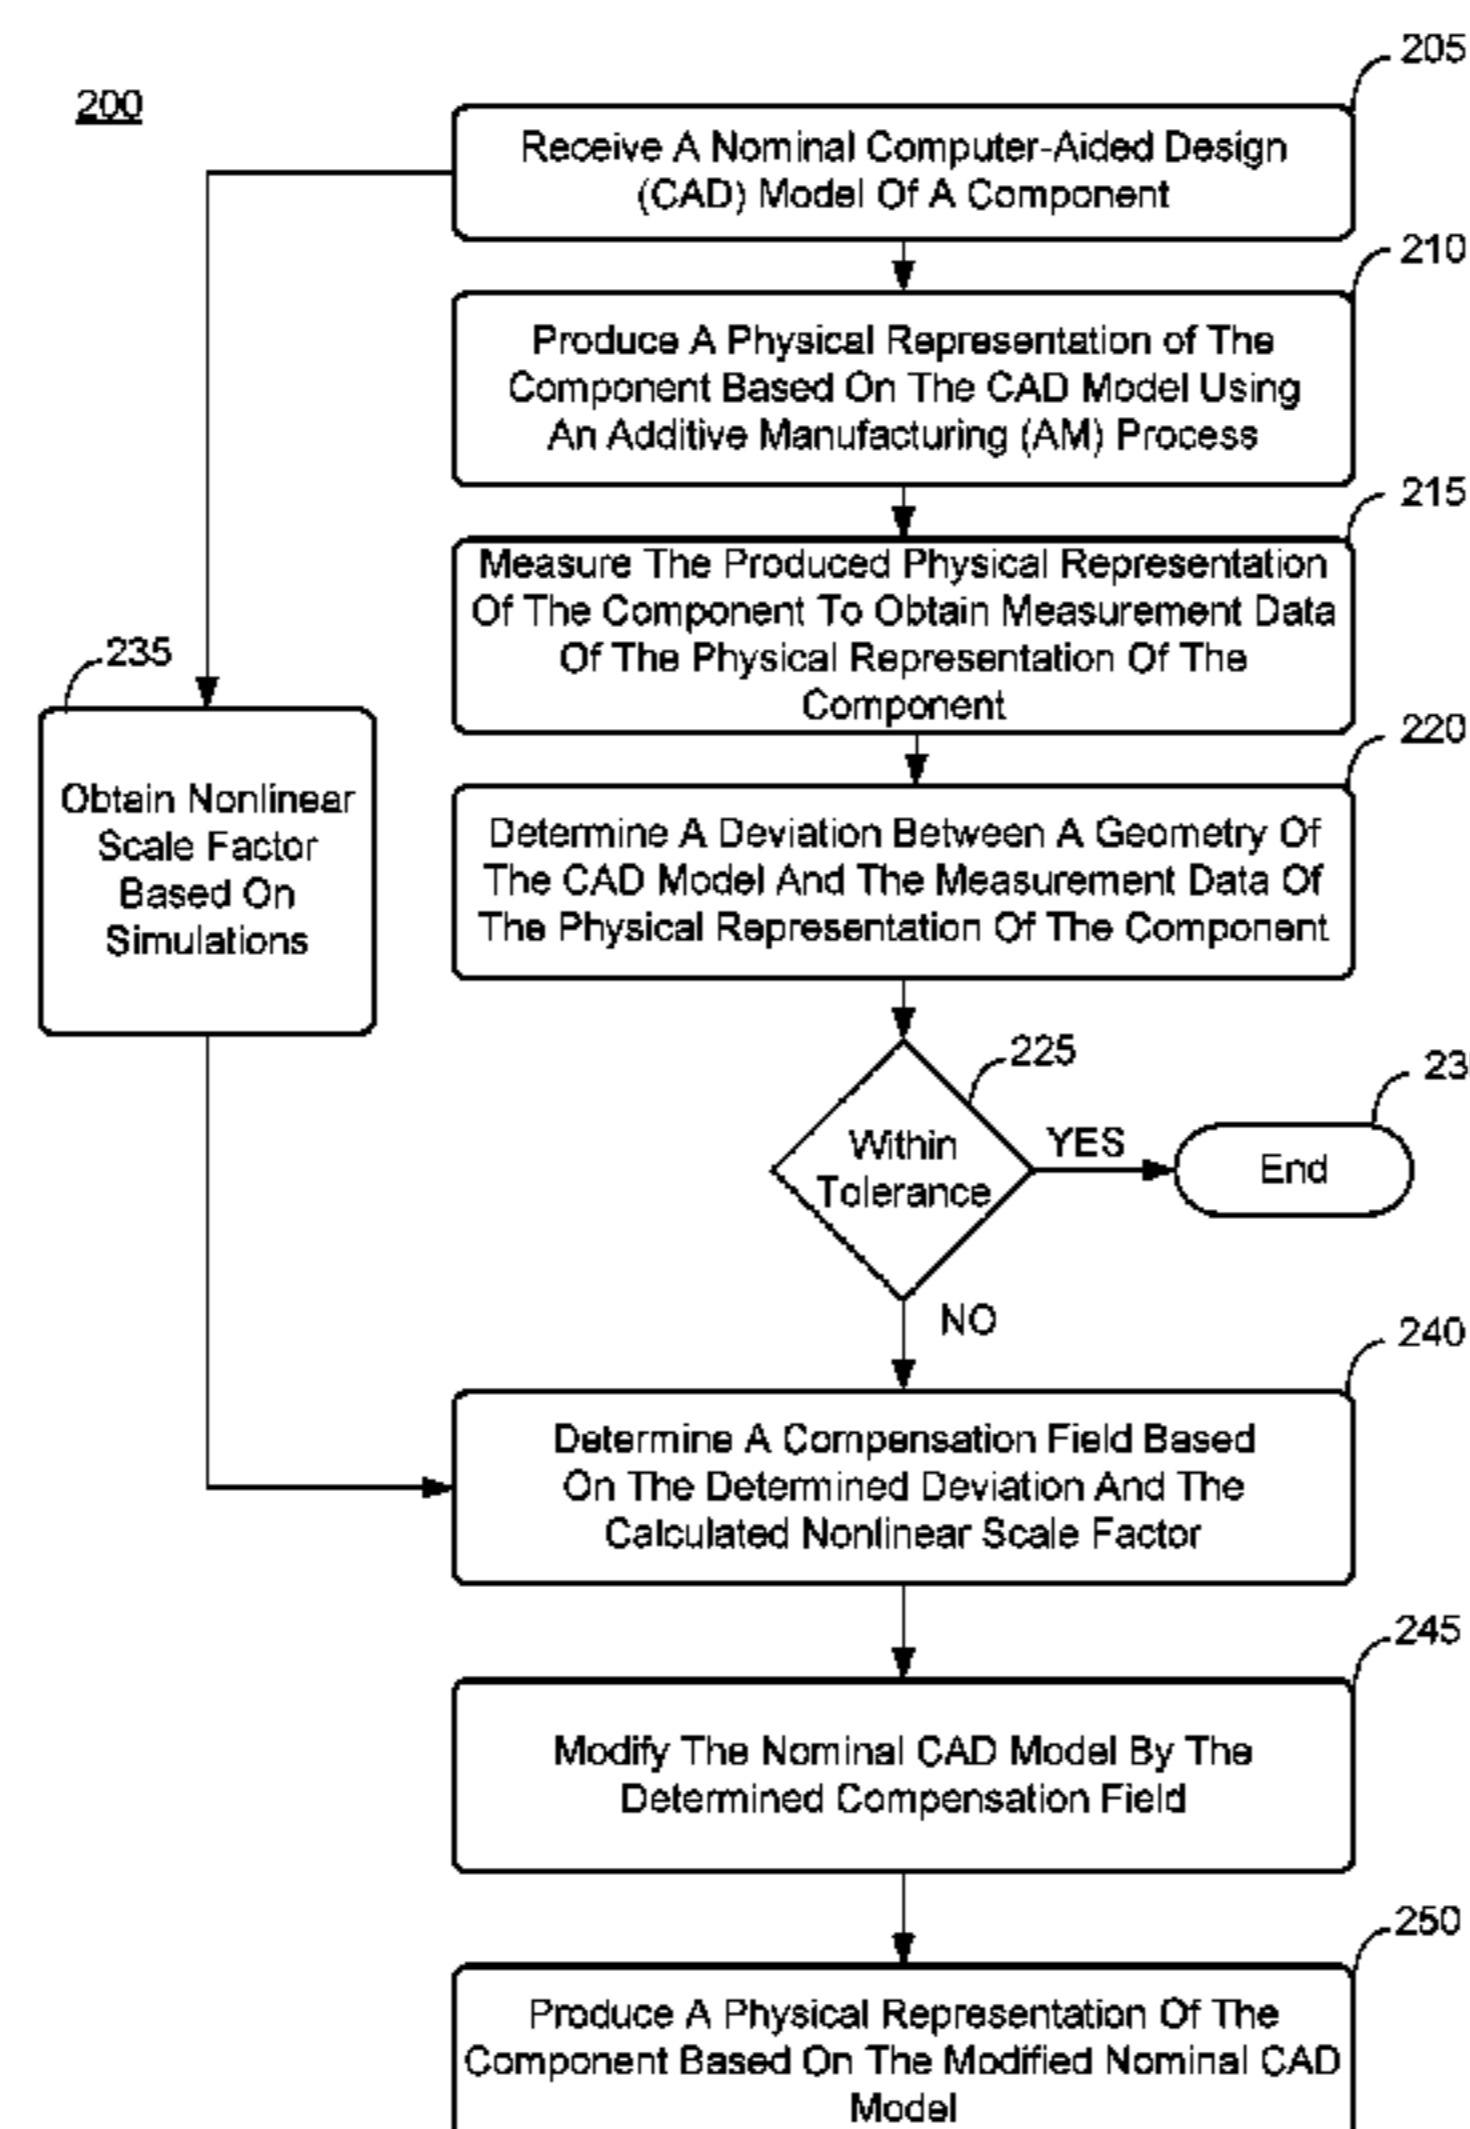 200
205
Receive A Nominal Computer-Aided Design
(CAD) Model Of A Component
210
Produce A Physical Representation of The
Component Based On The CAD Model Using
An Additive Manufacturing (AM) Process
215
Measure The Produced Physical Representation
Of The Component To Obtain Measurement Data
Of The Physical Representation Of The
Component
220
Determine A Deviation Between A Geometry Of
The CAD Model And The Measurement Data Of
The Physical Representation Of The Component
235
Obtain Nonlinear
Scale Factor
Based On
Simulations
225
Within
Tolerance
YES
23
End
NO
240
Determine A Compensation Field Based
On The Determined Deviation And The
Calculated Nonlinear Scale Factor
245
Modify The Nominal CAD Model By The
Determined Compensation Field
250
Produce A Physical Representation Of The
Component Based On The Modified Nominal CAD
Model